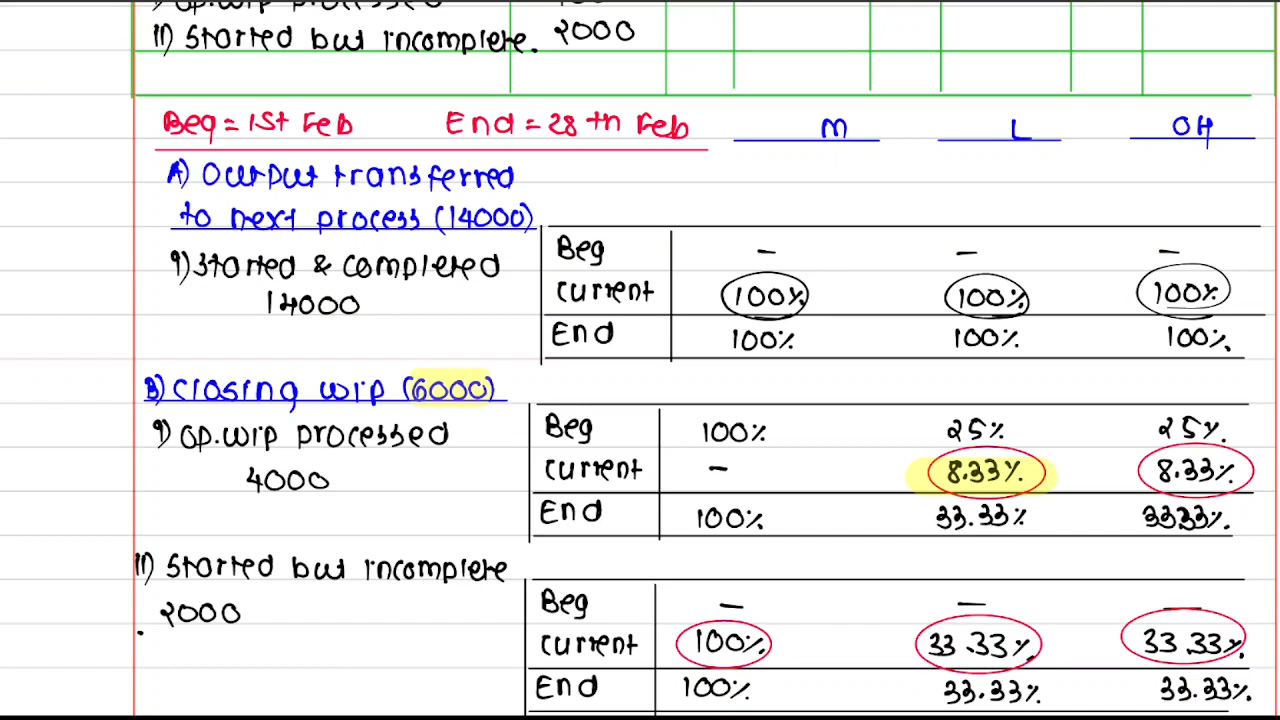 II) Started but incomplete. 2000
Beg = 1st Feb End = 28 th Feb M L OH
A) Output transferred
to next process (14000)
i) Started & completed
14000
Beg - - -
Current 100% 100% 100%
End 100% 100% 100%
B) Closing wip (6000)
i) Op. wip processed
4000
Beg 100% 25% 25%
Current - 8.33% 8.33%
End 100% 33.33% 33.33%
II) Started but incomplete
2000
Beg - - -
Current 100% 33.33% 33.33%
End 100% 33.33% 33.33%